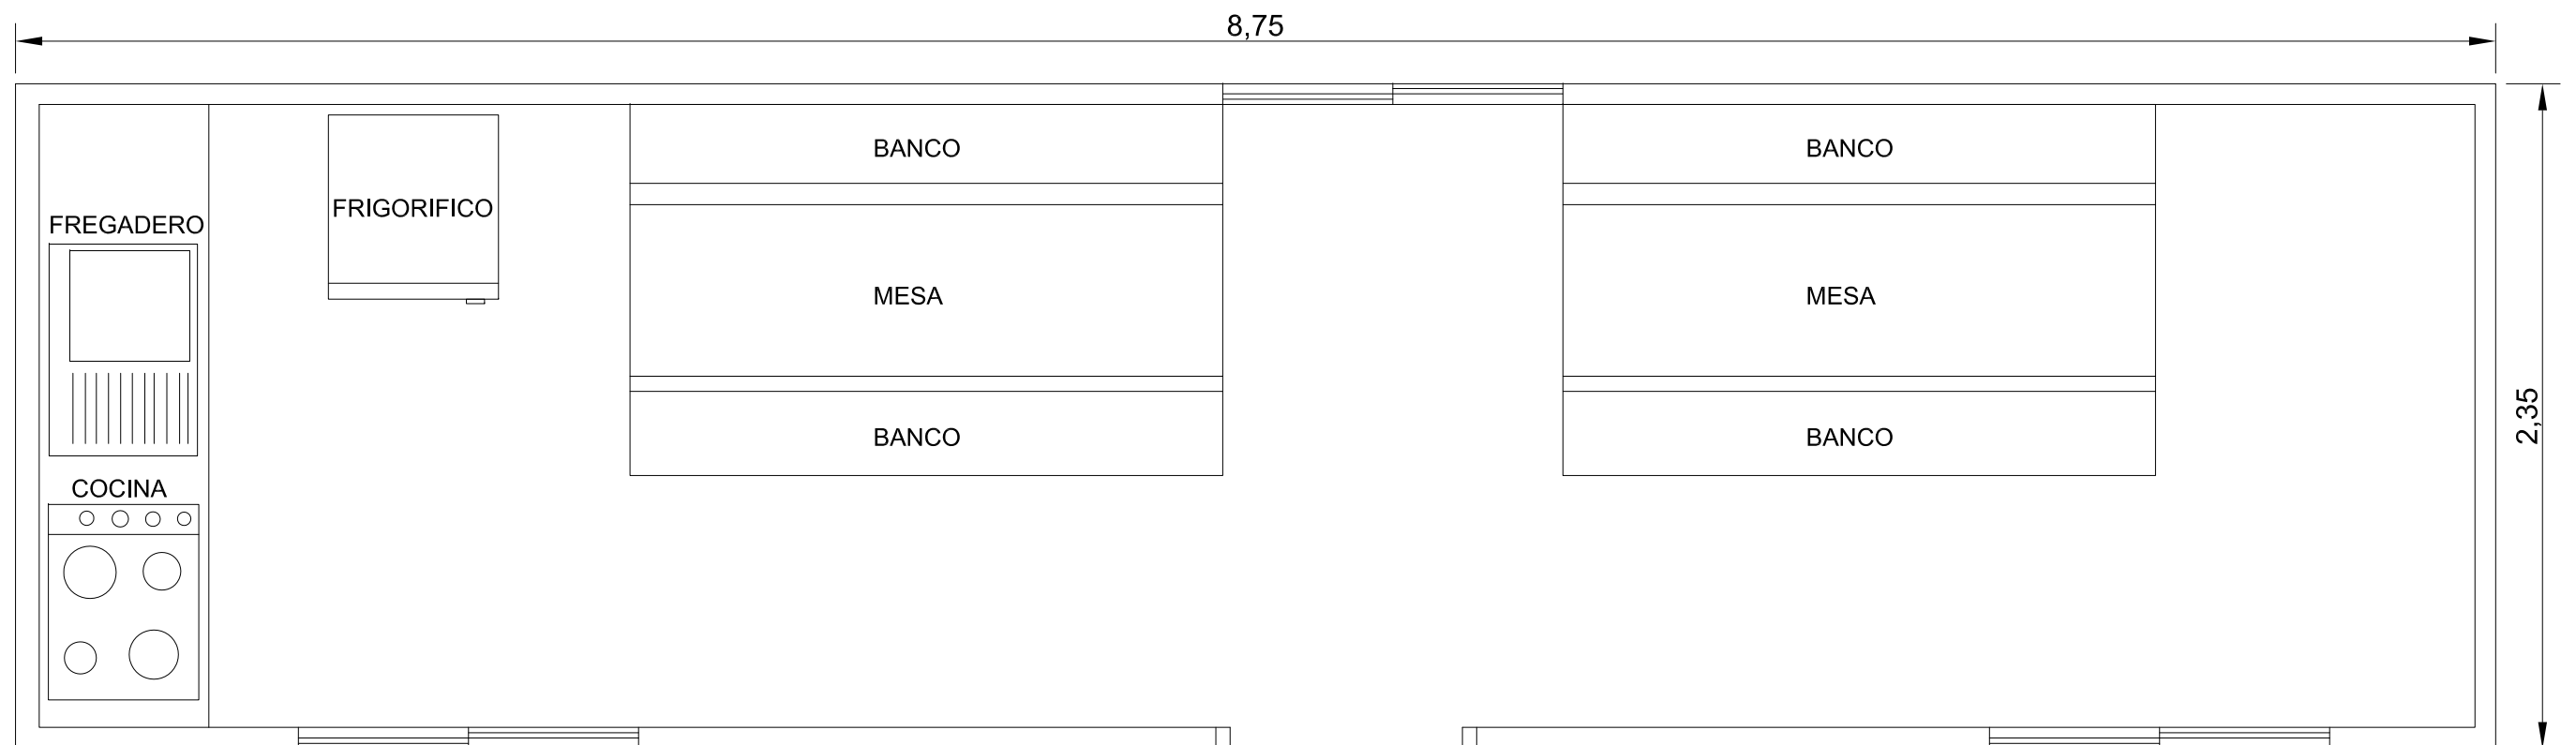 8,75
BANCO
BANCO
FRIGORIFICO
FREGADERO
MESA
MESA
2,35
BANCO
BANCO
COCINA